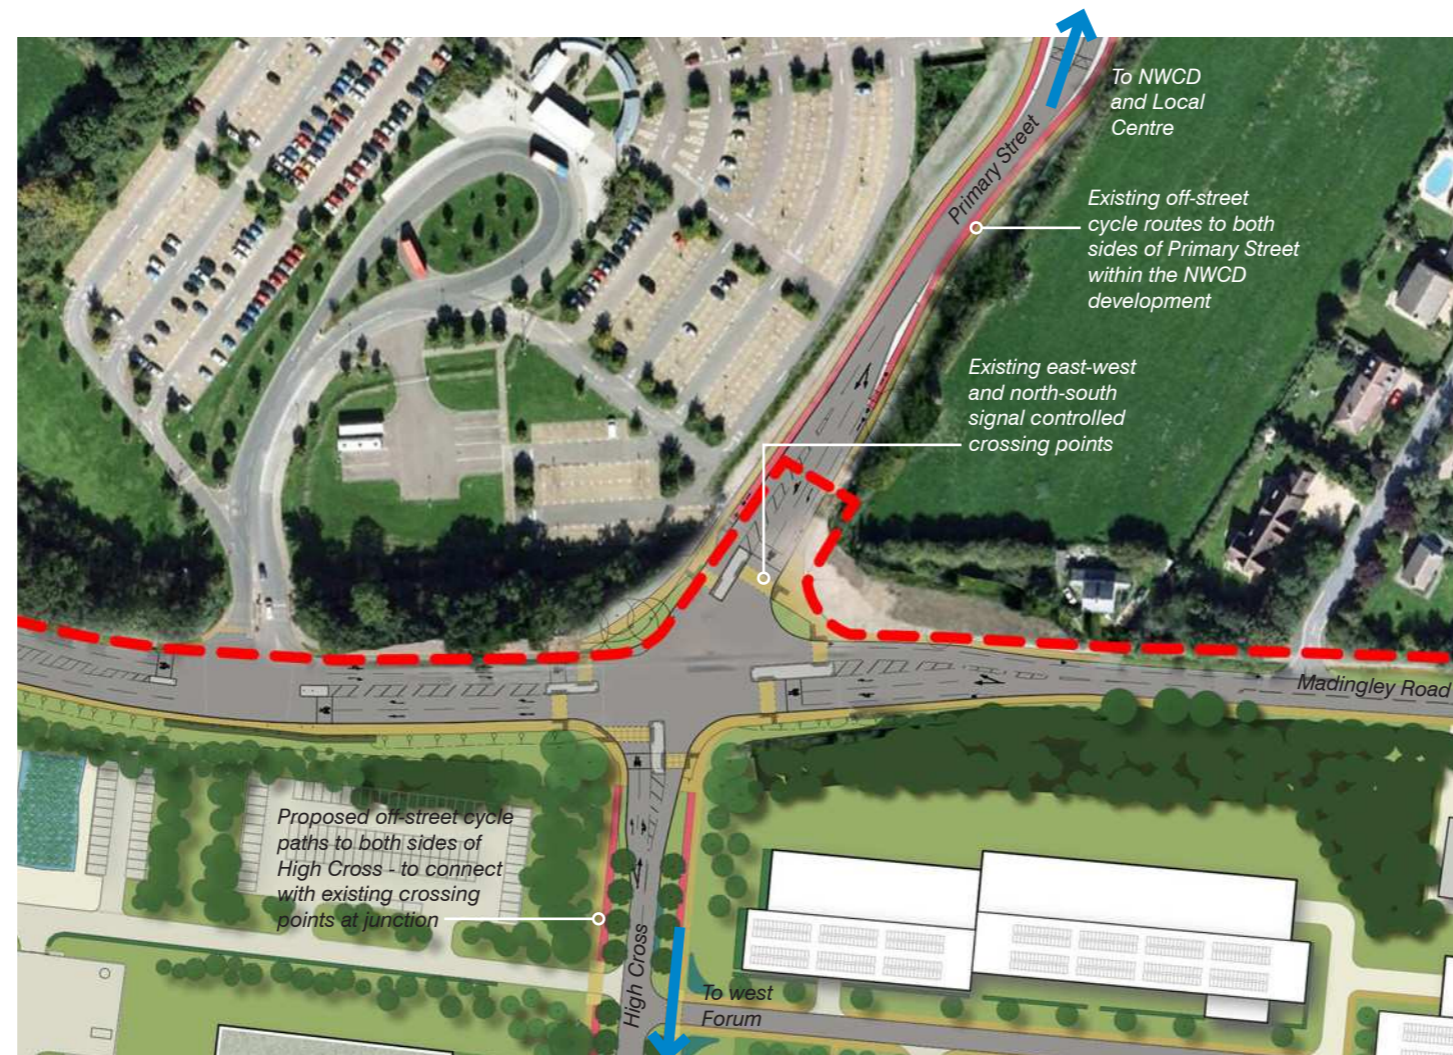 To NWCD
and Local
Centre
Primary Street
Existing off-street
cycle routes to both
sides of Primary Street
within the NWCD
development
Existing east-west
and north-south
signal controlled
crossing points
Madingley Road
Proposed off-street cycle
paths to both sides of
High Cross - to connect
with existing crossing
points at junction
High Cross
To west
Forum